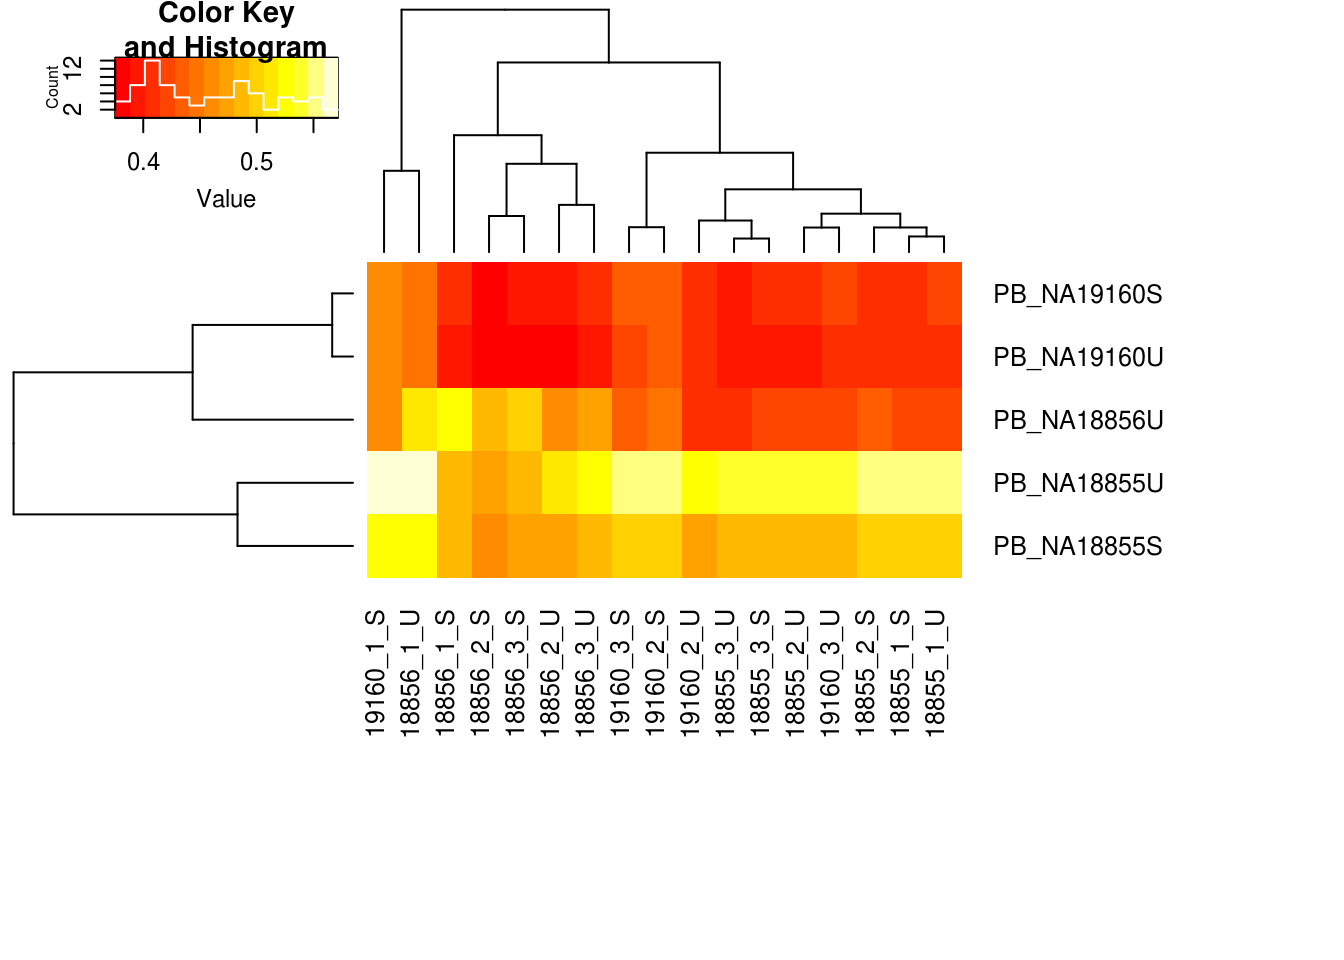 Color Key
and Histogram
Count
2 12
0.4 0.5
Value
PB_NA19160S
PB_NA19160U
PB_NA18856U
PB_NA18855U
PB_NA18855S
19160_1_S
18856_1_U
18856_1_S
18856_2_S
18856_3_S
18856_2_U
18856_3_U
19160_3_S
19160_2_S
19160_2_U
18855_3_U
18855_3_S
18855_2_U
19160_3_U
18855_2_S
18855_1_S
18855_1_U